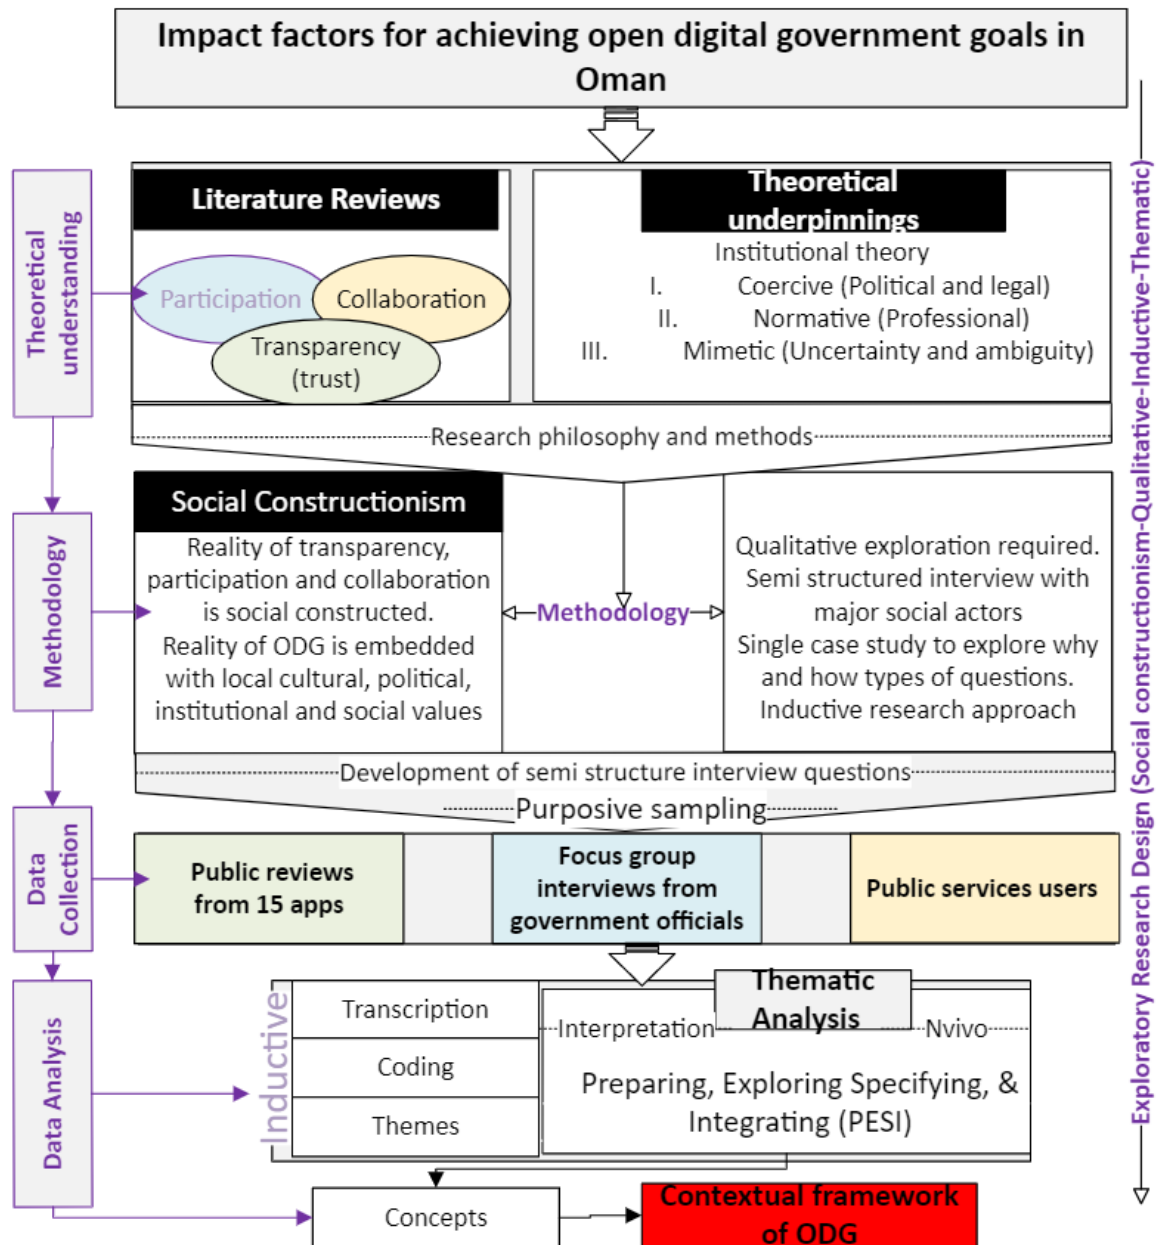 Impact factors for achieving open digital government goals in
Oman
Theoretical
understanding
Literature Reviews
Participation
Collaboration
Transparency
(trust)
Theoretical
underpinnings
Institutional theory
I. Coercive (Political and legal)
II. Normative (Professional)
III. Mimetic (Uncertainty and ambiguity)
Research philosophy and methods
Methodology
Social Constructionism
Reality of transparency,
participation and collaboration
is social constructed.
Reality of ODG is embedded
with local cultural, political,
institutional and social values
Methodology
Qualitative exploration required.
Semi structured interview with
major social actors
Single case study to explore why
and how types of questions.
Inductive research approach
Development of semi structure interview questions
Purposive sampling
Data
Collection
Public reviews
from 15 apps
Focus group
interviews from
government officials
Public services users
Data Analysis
Inductive
Transcription
Coding
Themes
Thematic
Analysis
Interpretation
Nvivo
Preparing, Exploring Specifying, &
Integrating (PESI)
Concepts
Contextual framework
of ODG
Exploratory Research Design (Social constructionism-Qualitative-Inductive-Thematic)